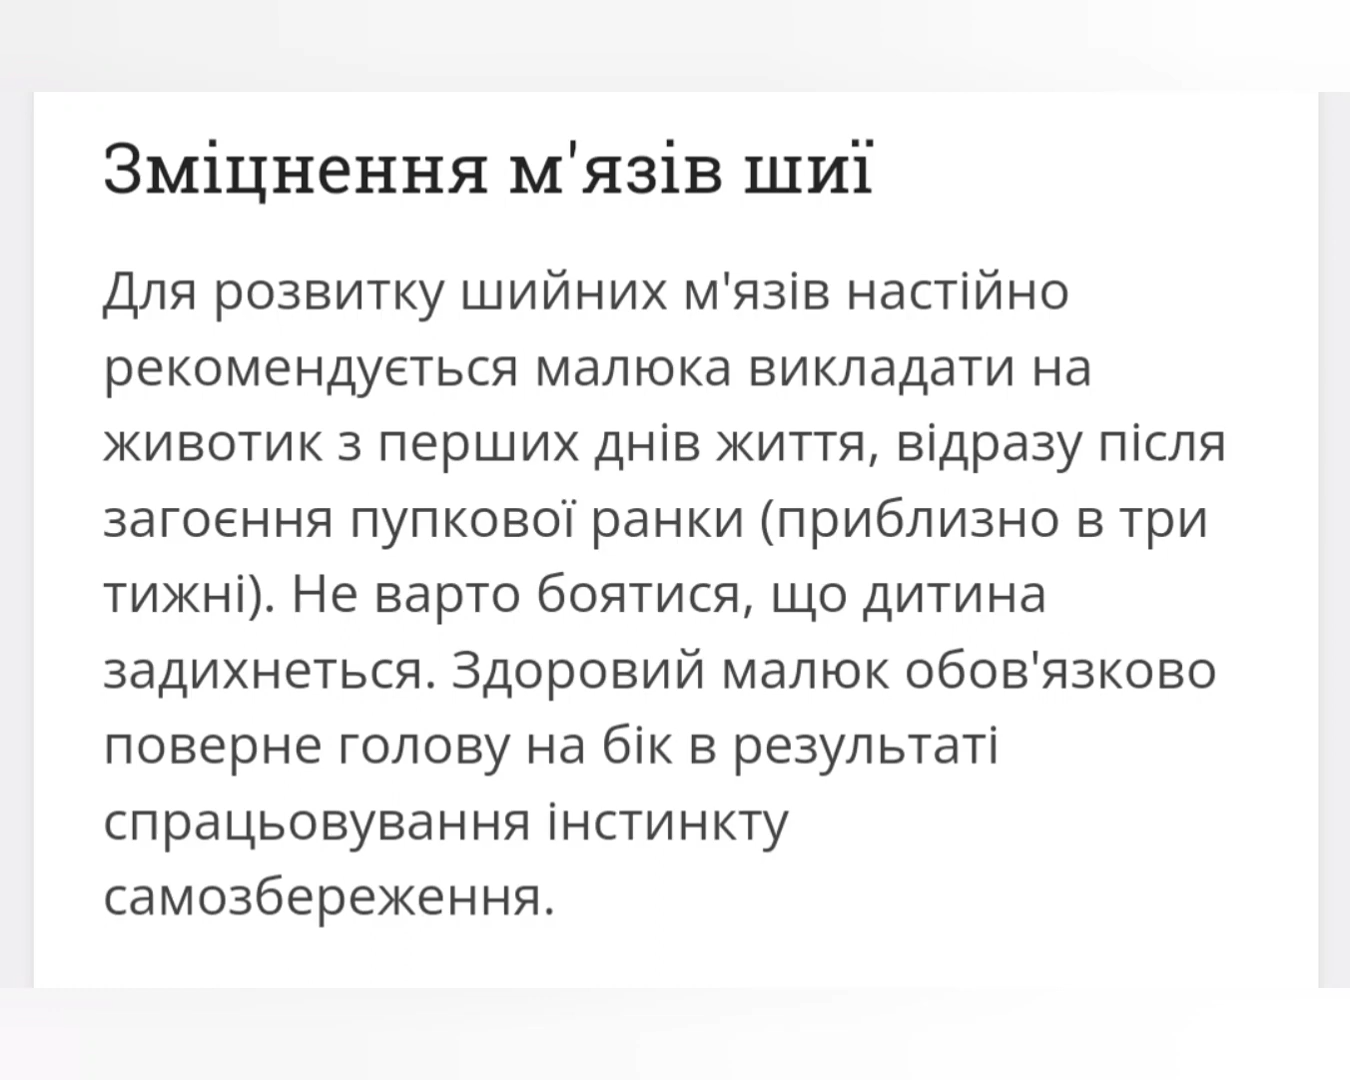 Зміцнення м'язів шиї
Для розвитку шийних м'язів настійно
рекомендується малюка викладати на
животик з перших днів життя, відразу після
загоєння пупкової ранки (приблизно в три
тижні). Не варто боятися, що дитина
задихнеться. Здоровий малюк обов'язково
поверне голову на бік в результаті
спрацьовування інстинкту
самозбереження.